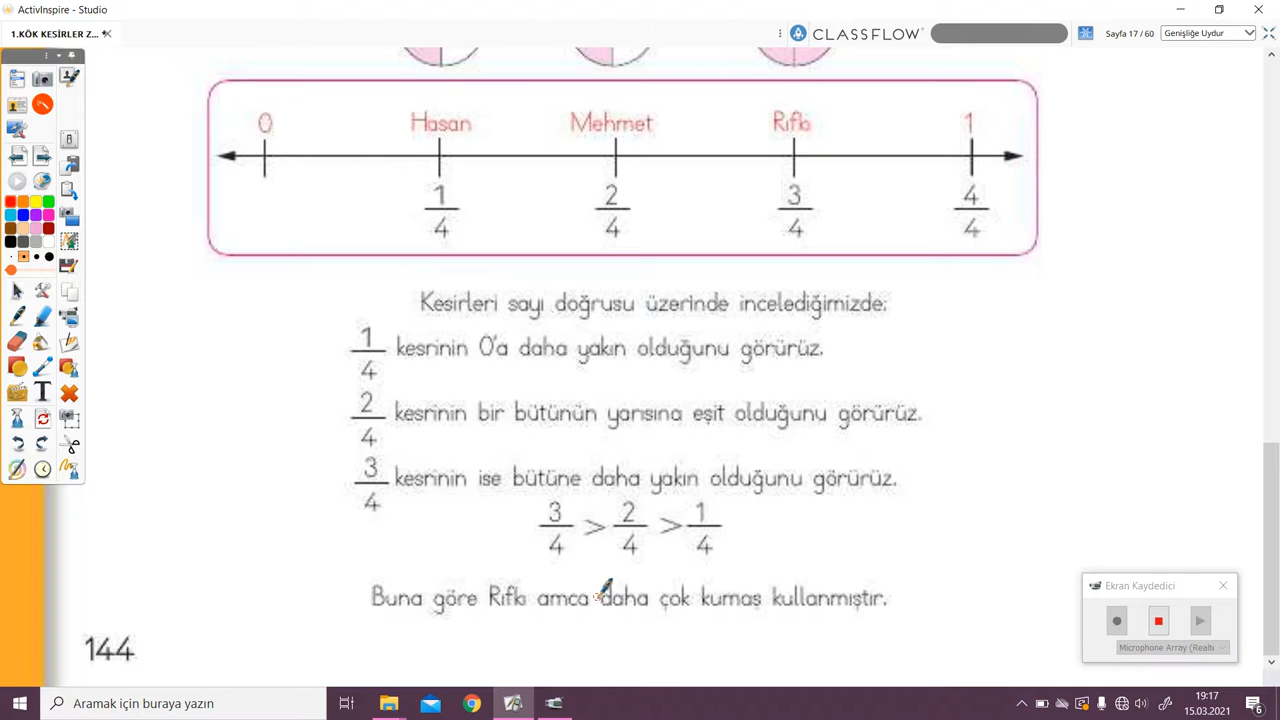 ActivInspire - Studio
1.KÖK KESİRLER Z...
CLASSFLOW
Sayfa 17 / 60
Genişliğe Uydur
0 Hasan Mehmet Rıfkı 1
1/4 2/4 3/4 4/4
Kesirleri sayı doğrusu üzerinde incelediğimizde;
1/4 kesrinin 0'a daha yakın olduğunu görürüz.
2/4 kesrinin bir bütünün yarısına eşit olduğunu görürüz.
3/4 kesrinin ise bütüne daha yakın olduğunu görürüz.
3/4 > 2/4 > 1/4
Buna göre Rıfkı amca daha çok kumaş kullanmıştır.
144
Ekran Kaydedici
Microphone Array (Realte
Aramak için buraya yazın
19:17
15.03.2021
6